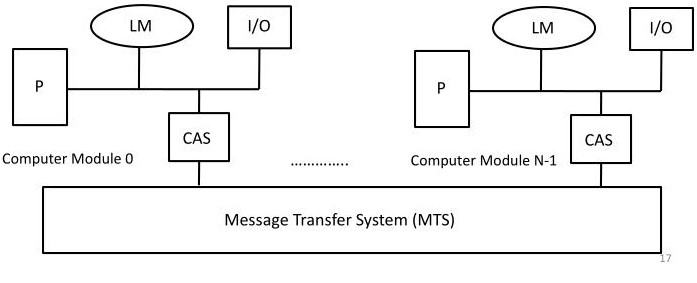 LM
I/O
LM
I/O
P
P
CAS
CAS
Computer Module 0
..............
Computer Module N-1
Message Transfer System (MTS)
17